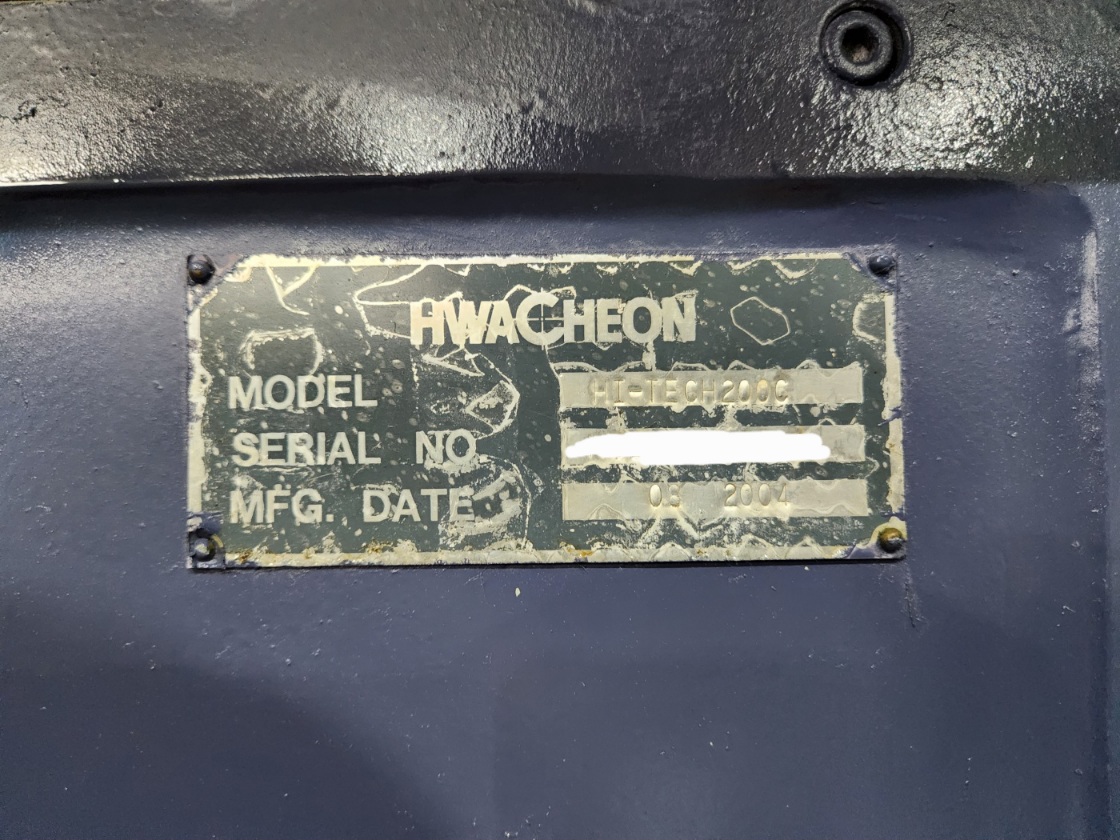 HWACHEON
MODEL HI-TECH200C
SERIAL NO
MFG. DATE 2004